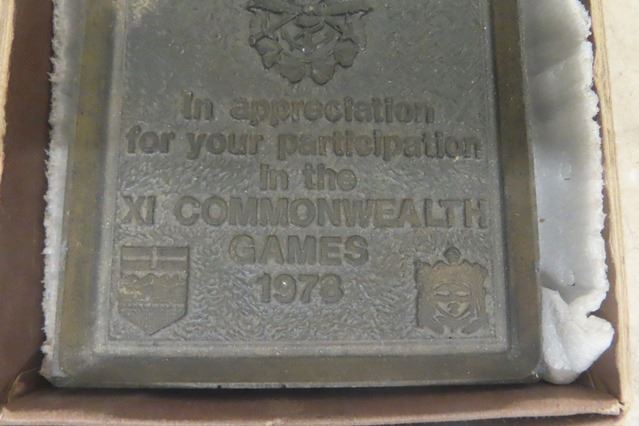 In appreciation
for your participation
in the
XI COMMONWEALTH
GAMES
1978